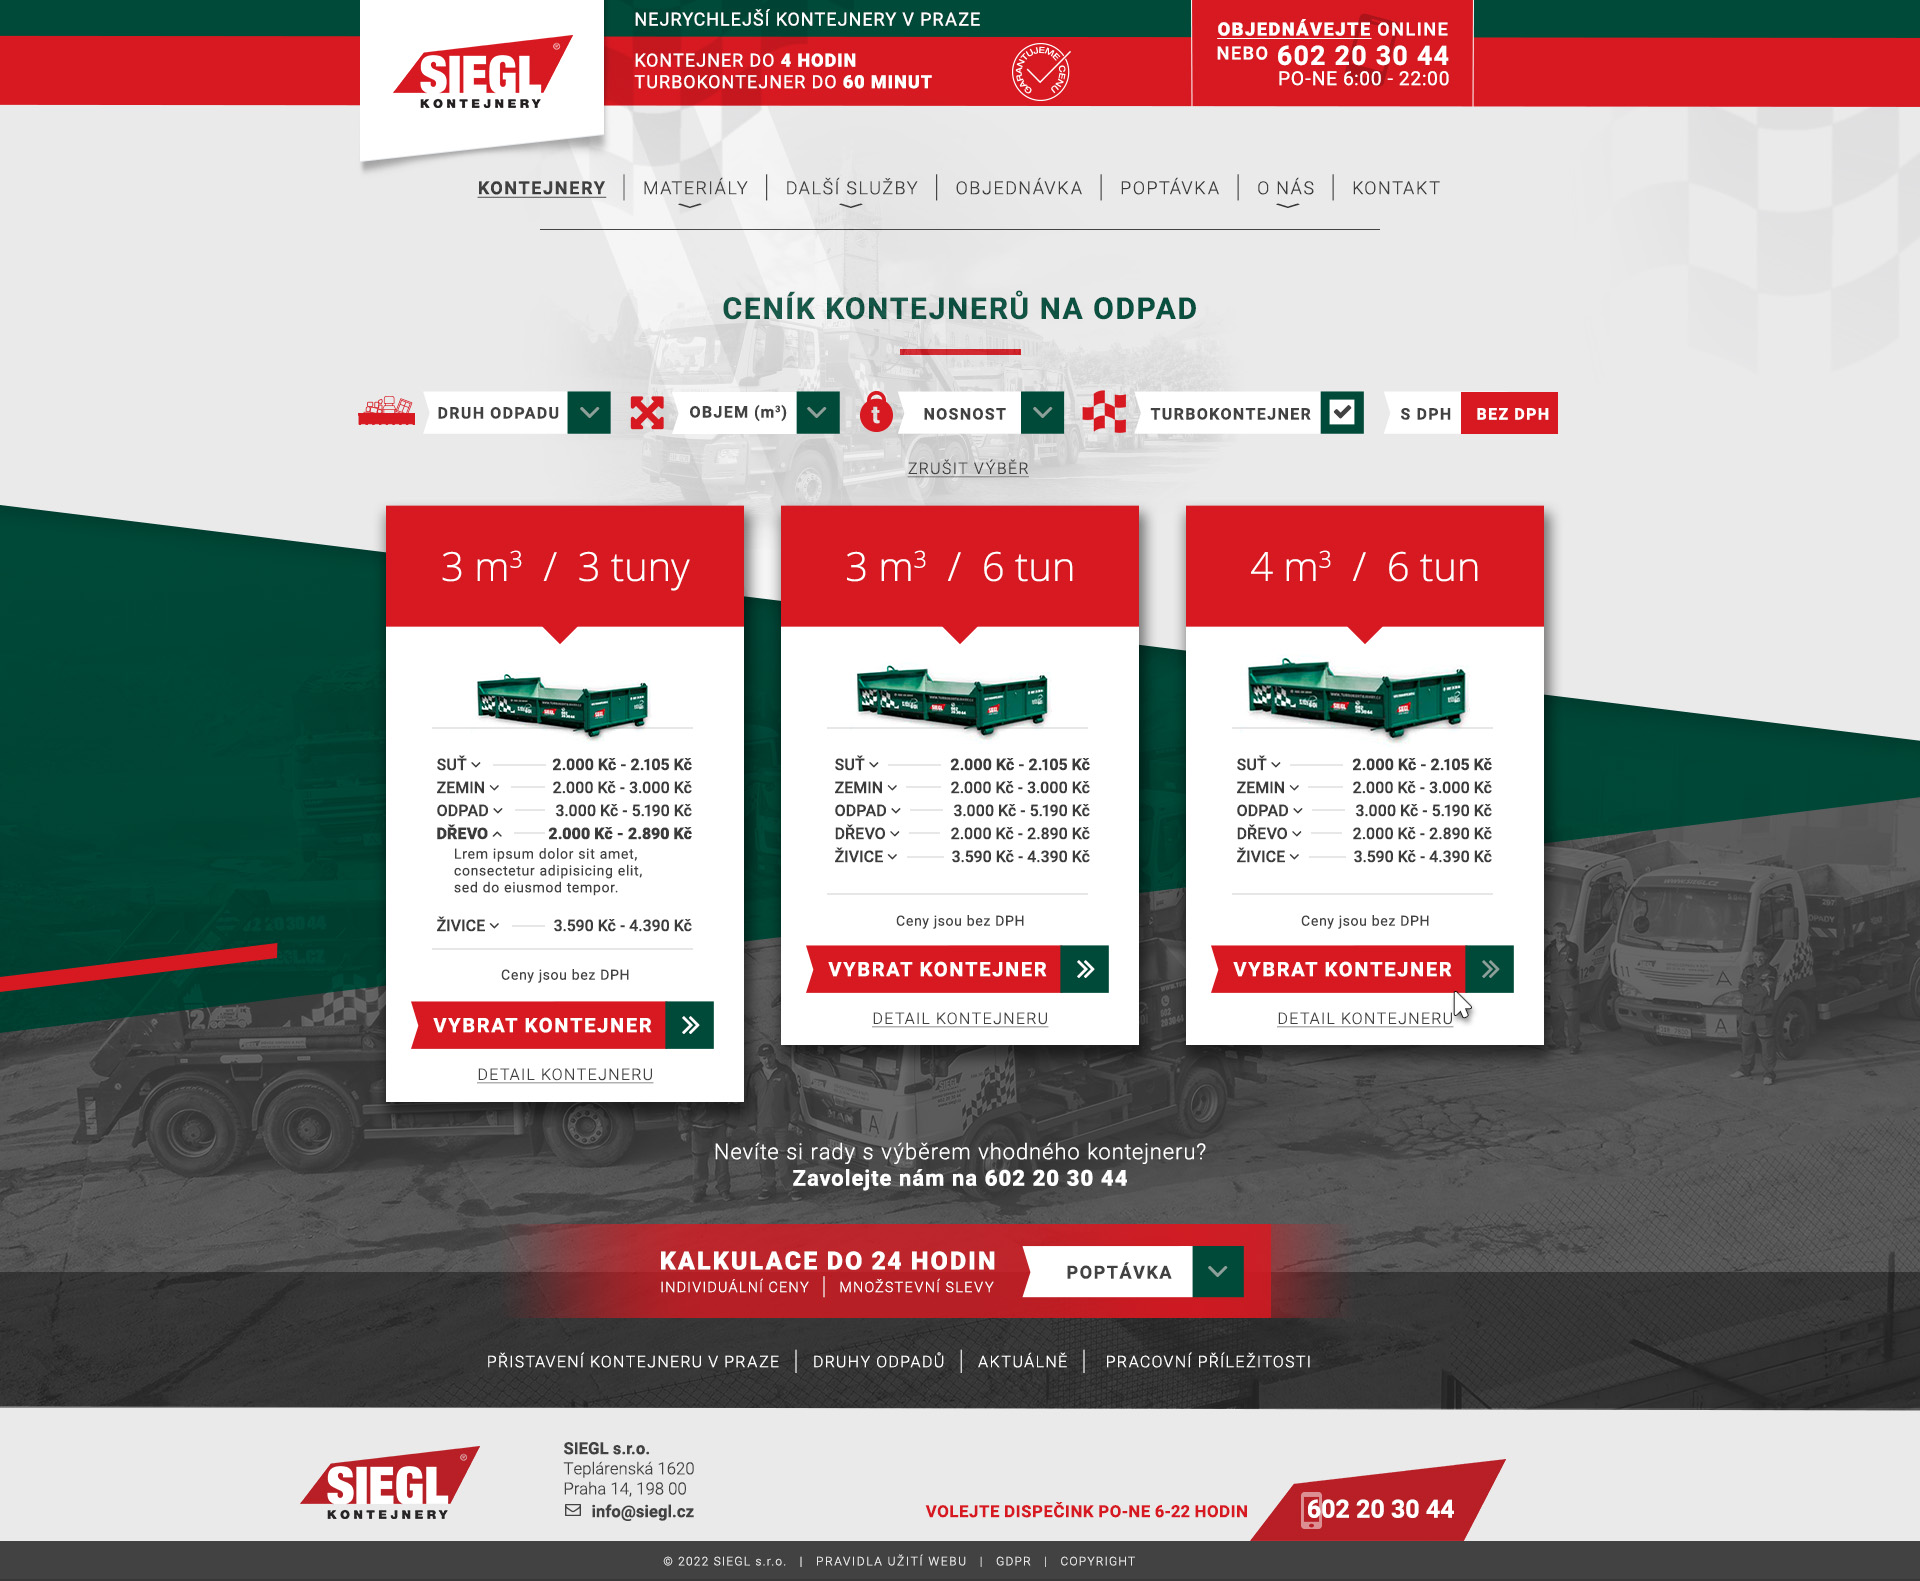 SIEGL®
KONTEJNERY
NEJRYCHLEJŠÍ KONTEJNERY V PRAZE
KONTEJNER DO 4 HODIN
TURBOKONTEJNER DO 60 MINUT
GARANTUJEME CENU
OBJEDNÁVEJTE ONLINE
NEBO 602 20 30 44
PO-NE 6:00 - 22:00
KONTEJNERY
MATERIÁLY
DALŠÍ SLUŽBY
OBJEDNÁVKA
POPTÁVKA
O NÁS
KONTAKT
CENÍK KONTEJNERŮ NA ODPAD
DRUH ODPADU
OBJEM (m³)
t
NOSNOST
TURBOKONTEJNER
S DPH
BEZ DPH
ZRUŠIT VÝBĚR
3 m³ / 3 tuny
SUŤ 2.000 Kč - 2.105 Kč
ZEMIN 2.000 Kč - 3.000 Kč
ODPAD 3.000 Kč - 5.190 Kč
DŘEVO 2.000 Kč - 2.890 Kč
Lrem ipsum dolor sit amet,
consectetur adipisicing elit,
sed do eiusmod tempor.
ŽIVICE 3.590 Kč - 4.390 Kč
Ceny jsou bez DPH
VYBRAT KONTEJNER
DETAIL KONTEJNERU
3 m³ / 6 tun
SUŤ 2.000 Kč - 2.105 Kč
ZEMIN 2.000 Kč - 3.000 Kč
ODPAD 3.000 Kč - 5.190 Kč
DŘEVO 2.000 Kč - 2.890 Kč
ŽIVICE 3.590 Kč - 4.390 Kč
Ceny jsou bez DPH
VYBRAT KONTEJNER
DETAIL KONTEJNERU
4 m³ / 6 tun
SUŤ 2.000 Kč - 2.105 Kč
ZEMIN 2.000 Kč - 3.000 Kč
ODPAD 3.000 Kč - 5.190 Kč
DŘEVO 2.000 Kč - 2.890 Kč
ŽIVICE 3.590 Kč - 4.390 Kč
Ceny jsou bez DPH
VYBRAT KONTEJNER
DETAIL KONTEJNERU
Nevíte si rady s výběrem vhodného kontejneru?
Zavolejte nám na 602 20 30 44
KALKULACE DO 24 HODIN
INDIVIDUÁLNÍ CENY | MNOŽSTEVNÍ SLEVY
POPTÁVKA
PŘISTAVENÍ KONTEJNERU V PRAZE | DRUHY ODPADŮ | AKTUÁLNĚ | PRACOVNÍ PŘÍLEŽITOSTI
SIEGL®
KONTEJNERY
SIEGL s.r.o.
Teplárenská 1620
Praha 14, 198 00
info@siegl.cz
VOLEJTE DISPEČINK PO-NE 6-22 HODIN
602 20 30 44
© 2022 SIEGL s.r.o. | PRAVIDLA UŽITÍ WEBU | GDPR | COPYRIGHT